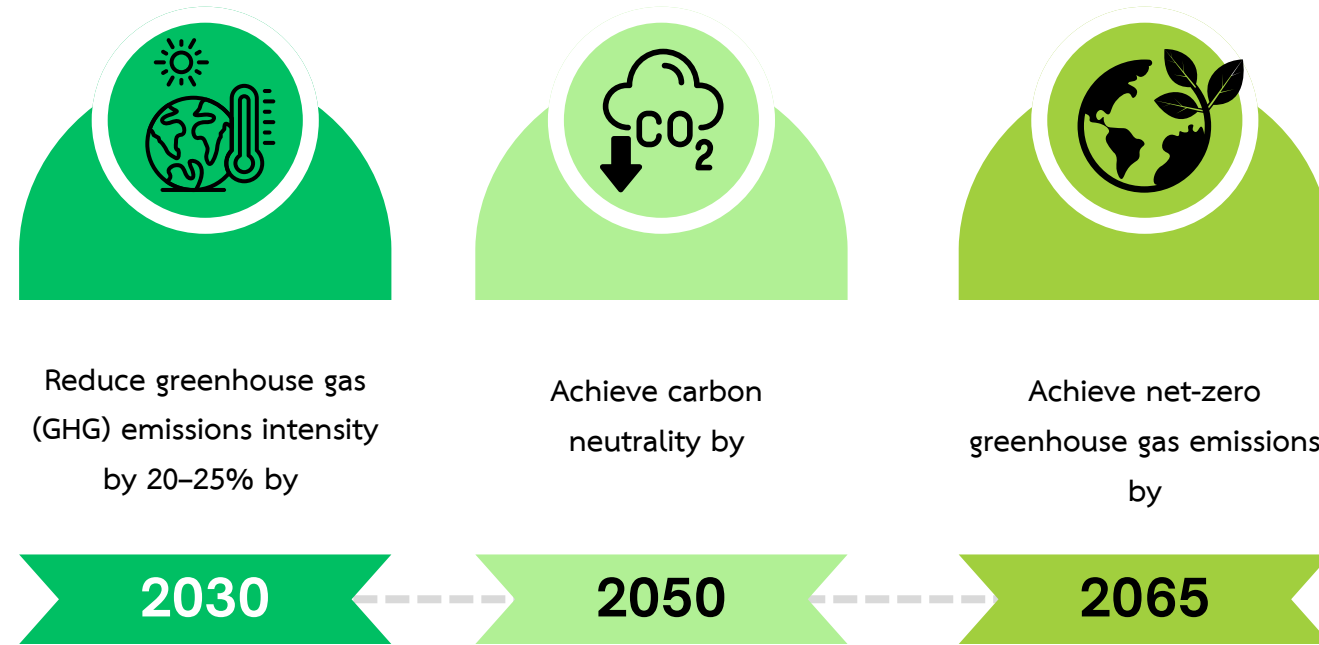 CO2
Reduce greenhouse gas
(GHG) emissions intensity
by 20–25% by
2030
Achieve carbon
neutrality by
2050
Achieve net-zero
greenhouse gas emissions
by
2065